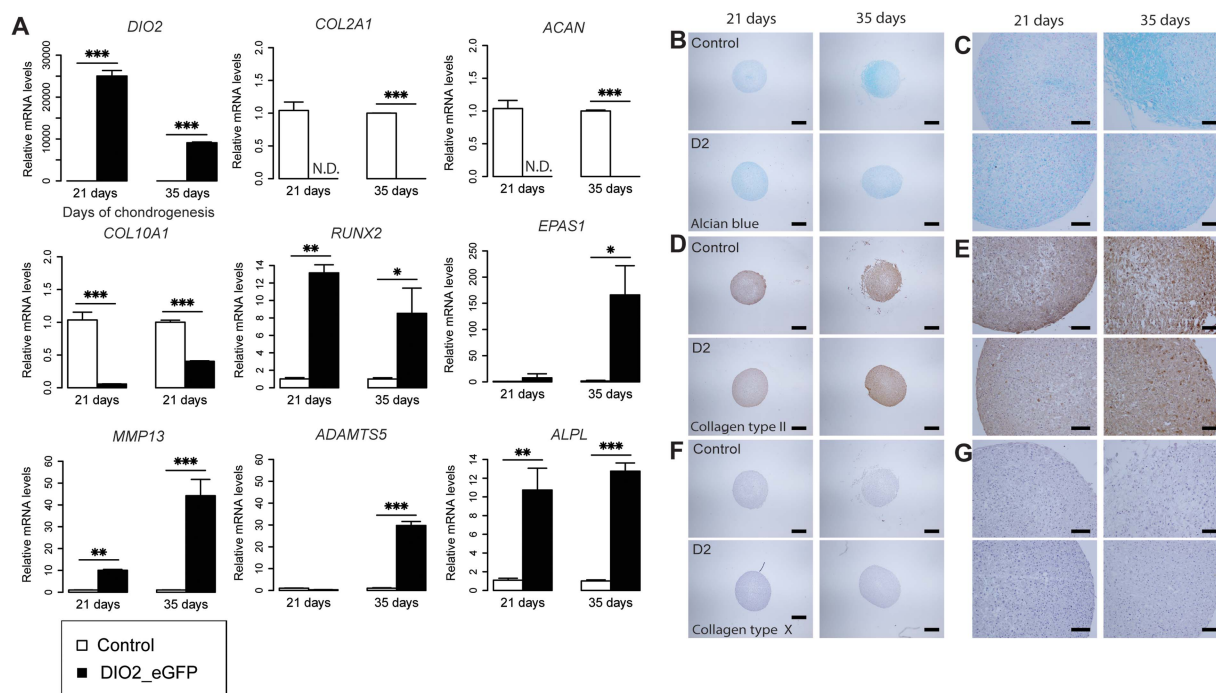 A
DIO2
Relative mRNA levels
0 10000 20000 30000
***
***
21 days 35 days
Days of chondrogenesis
COL2A1
Relative mRNA levels
0.0 0.5 1.0 1.5 2.0
N.D.
***
21 days 35 days
ACAN
Relative mRNA levels
0.0 0.5 1.0 1.5 2.0
N.D.
***
21 days 35 days
COL10A1
Relative mRNA levels
0.0 0.5 1.0 1.5 2.0
***
***
21 days 21 days
RUNX2
Relative mRNA levels
0 2 4 6 8 10 12 14
**
*
21 days 35 days
EPAS1
Relative mRNA levels
0 50 100 150 200 250
*
21 days 35 days
MMP13
Relative mRNA levels
0 10 20 30 40 50 60
**
***
21 days 35 days
ADAMTS5
Relative mRNA levels
0 10 20 30 40 50 60
***
21 days 35 days
ALPL
Relative mRNA levels
0 2 4 6 8 10 12 14
**
***
21 days 35 days
Control
DIO2_eGFP
21 days 35 days
21 days 35 days
B
Control
C
D2
Alcian blue
D
Control
E
D2
Collagen type II
F
Control
G
D2
Collagen type X